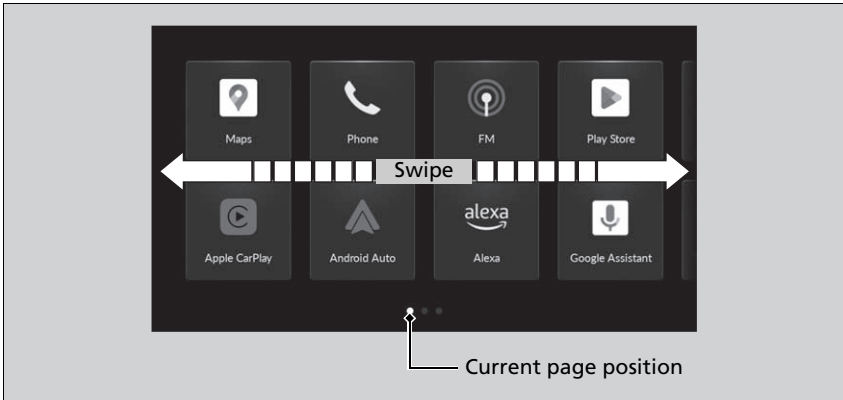 Maps Phone FM Play Store
Swipe
alexa
Apple CarPlay Android Auto Alexa Google Assistant
Current page position